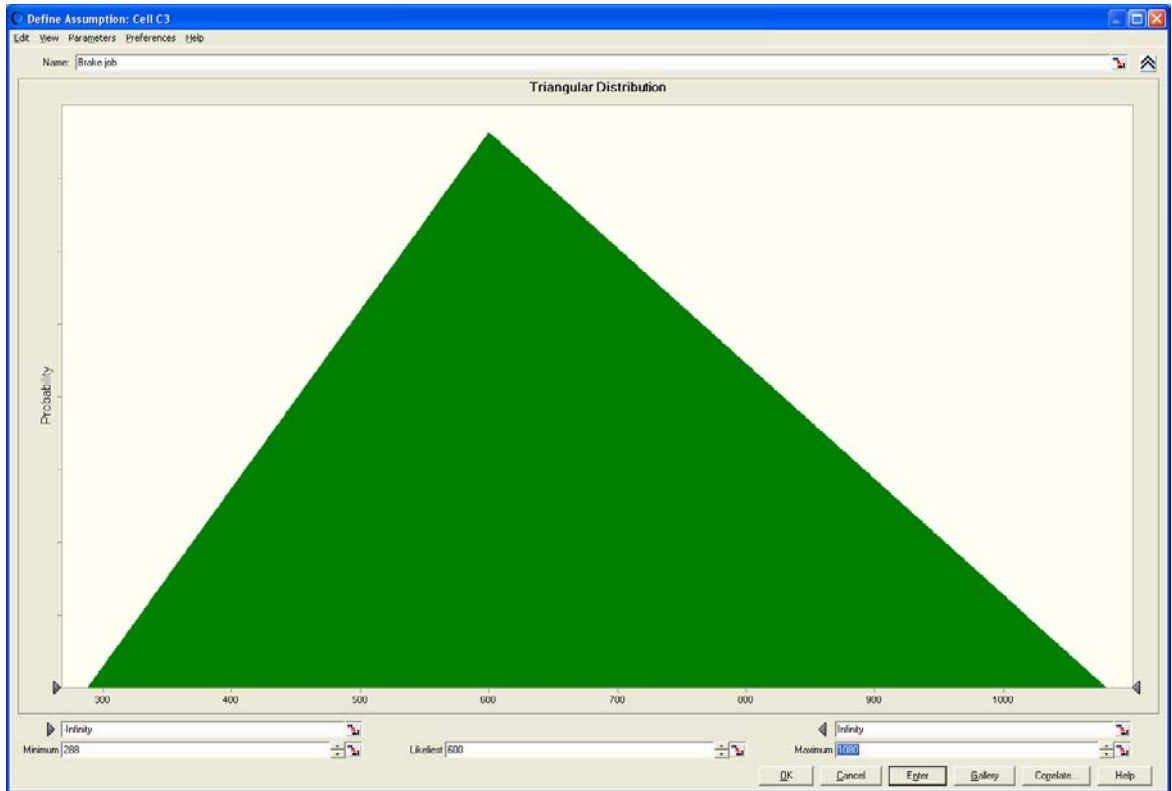 Define Assumption: Cell C3
Edit View Parameters Preferences Help
Name: Brake job
Triangular Distribution
Probability
300 400 500 600 700 800 900 1000
-Infinity Infinity
Minimum 288 Likeliest 600 Maximum 1080
OK Cancel Enter Gallery Correlate... Help